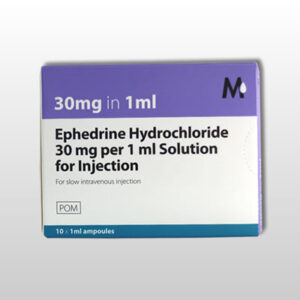 30mg in 1ml
M
Ephedrine Hydrochloride
30 mg per 1 ml Solution
for Injection
For slow intravenous injection
POM
10 x 1ml ampoules